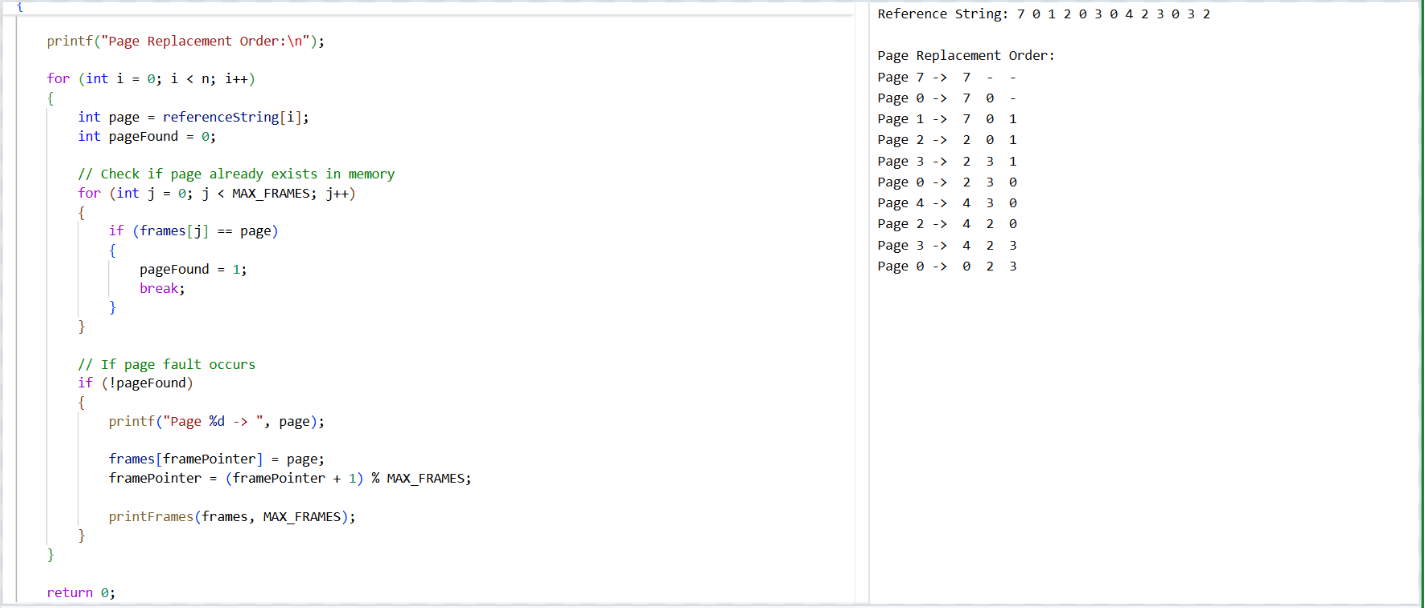 {
printf("Page Replacement Order:\n");
for (int i = 0; i < n; i++)
{
int page = referenceString[i];
int pageFound = 0;
// Check if page already exists in memory
for (int j = 0; j < MAX_FRAMES; j++)
{
if (frames[j] == page)
{
pageFound = 1;
break;
}
}
// If page fault occurs
if (!pageFound)
{
printf("Page %d -> ", page);
frames[framePointer] = page;
framePointer = (framePointer + 1) % MAX_FRAMES;
printFrames(frames, MAX_FRAMES);
}
}
return 0;
Reference String: 7 0 1 2 0 3 0 4 2 3 0 3 2
Page Replacement Order:
Page 7 -> 7 - -
Page 0 -> 7 0 -
Page 1 -> 7 0 1
Page 2 -> 2 0 1
Page 3 -> 2 3 1
Page 0 -> 2 3 0
Page 4 -> 4 3 0
Page 2 -> 4 2 0
Page 3 -> 4 2 3
Page 0 -> 0 2 3